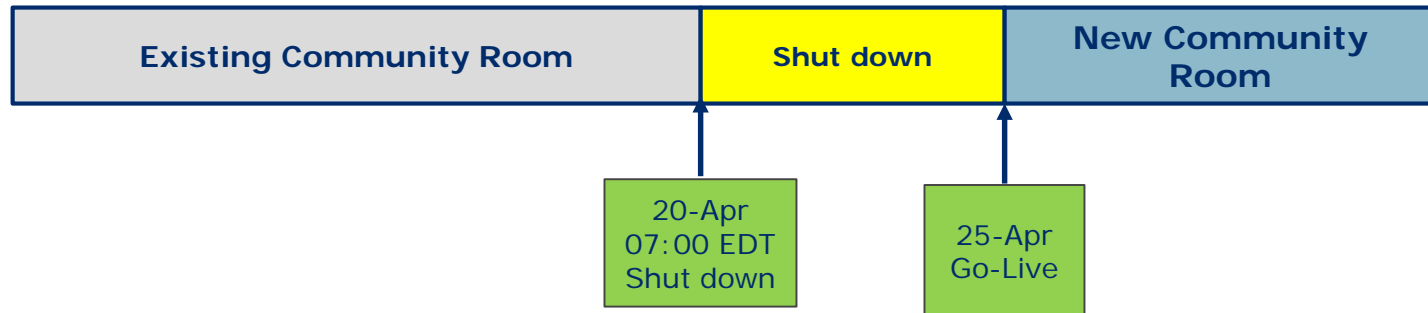 Existing Community Room
Shut down
New Community
Room
20-Apr
07:00 EDT
Shut down
25-Apr
Go-Live